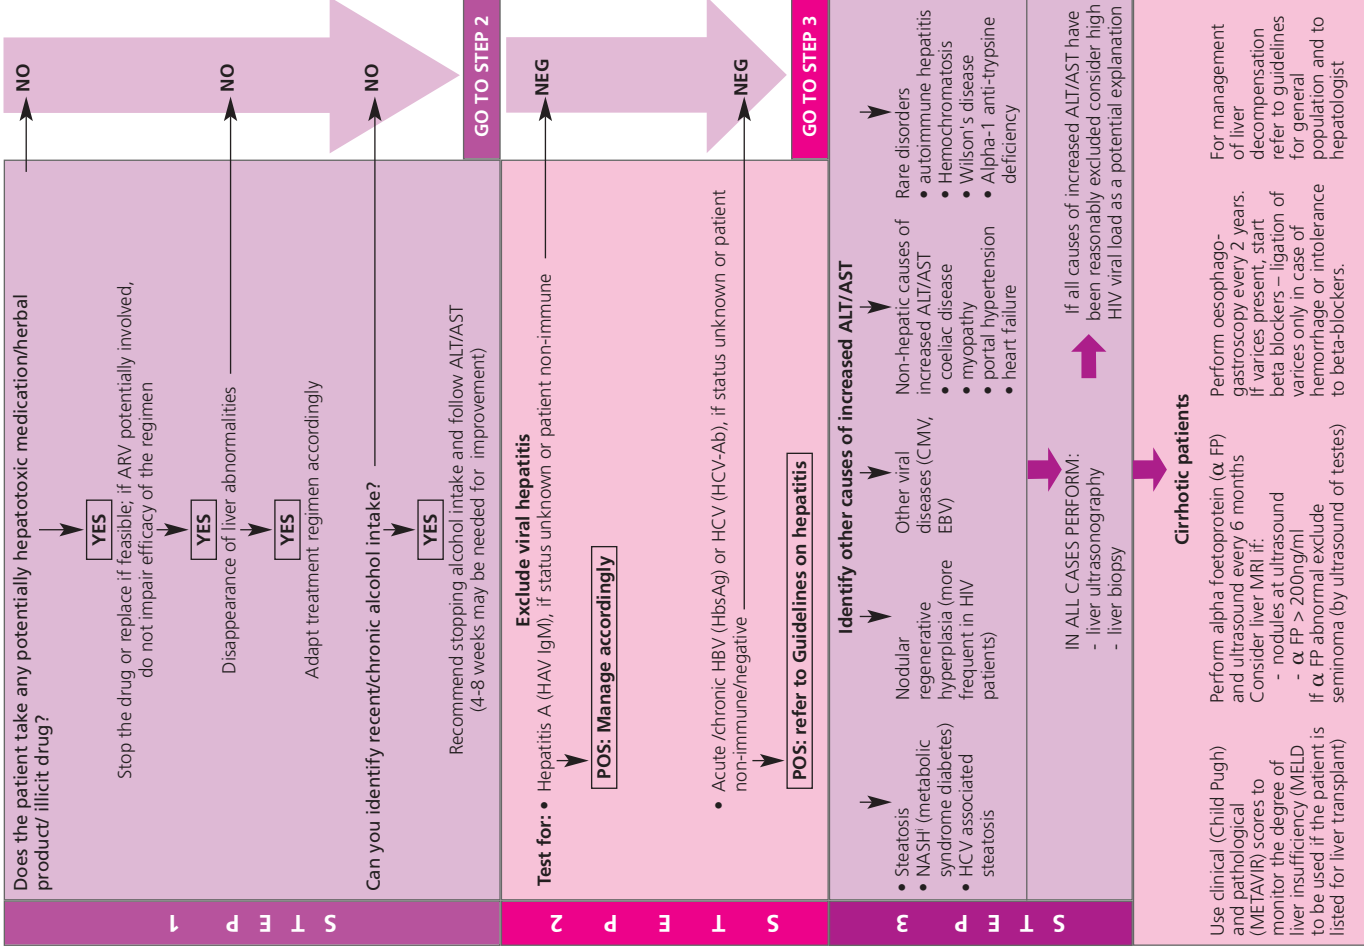 STEP 1
Does the patient take any potentially hepatotoxic medication/herbal
product/ illicit drug?
NO
YES
Stop the drug or replace if feasible; if ARV potentially involved,
do not impair efficacy of the regimen
YES
Disappearance of liver abnormalities
NO
YES
Adapt treatment regimen accordingly
Can you identify recent/chronic alcohol intake?
NO
YES
Recommend stopping alcohol intake and follow ALT/AST
(4-8 weeks may be needed for improvement)
GO TO STEP 2
STEP 2
Exclude viral hepatitis
Test for: • Hepatitis A (HAV IgM), if status unknown or patient non-immune
NEG
POS: Manage accordingly
• Acute /chronic HBV (HbsAg) or HCV (HCV-Ab), if status unknown or patient
non-immune/negative
NEG
POS: refer to Guidelines on hepatitis
GO TO STEP 3
STEP 3
Identify other causes of increased ALT/AST
• Steatosis
• NASHⁱ (metabolic
syndrome diabetes)
• HCV associated
steatosis
Nodular
regenerative
hyperplasia (more
frequent in HIV
patients)
Other viral
diseases (CMV,
EBV)
Non-hepatic causes of
increased ALT/AST
• coeliac disease
• myopathy
• portal hypertension
• heart failure
Rare disorders
• autoimmune hepatitis
• Hemochromatosis
• Wilson's disease
• Alpha-1 anti-trypsine
deficiency
IN ALL CASES PERFORM:
- liver ultrasonography
- liver biopsy
If all causes of increased ALT/AST have
been reasonably excluded consider high
HIV viral load as a potential explanation
Cirrhotic patients
Use clinical (Child Pugh)
and pathological
(METAVIR) scores to
monitor the degree of
liver insufficiency (MELD
to be used if the patient is
listed for liver transplant)
Perform alpha foetoprotein (α FP)
and ultrasound every 6 months
Consider liver MRI if:
- nodules at ultrasound
- α FP > 200ng/ml
If α FP abnormal exclude
seminoma (by ultrasound of testes)
Perform oesophago-
gastroscopy every 2 years.
If varices present, start
beta blockers – ligation of
varices only in case of
hemorrhage or intolerance
to beta-blockers.
For management
of liver
decompensation
refer to guidelines
for general
population and to
hepatologist